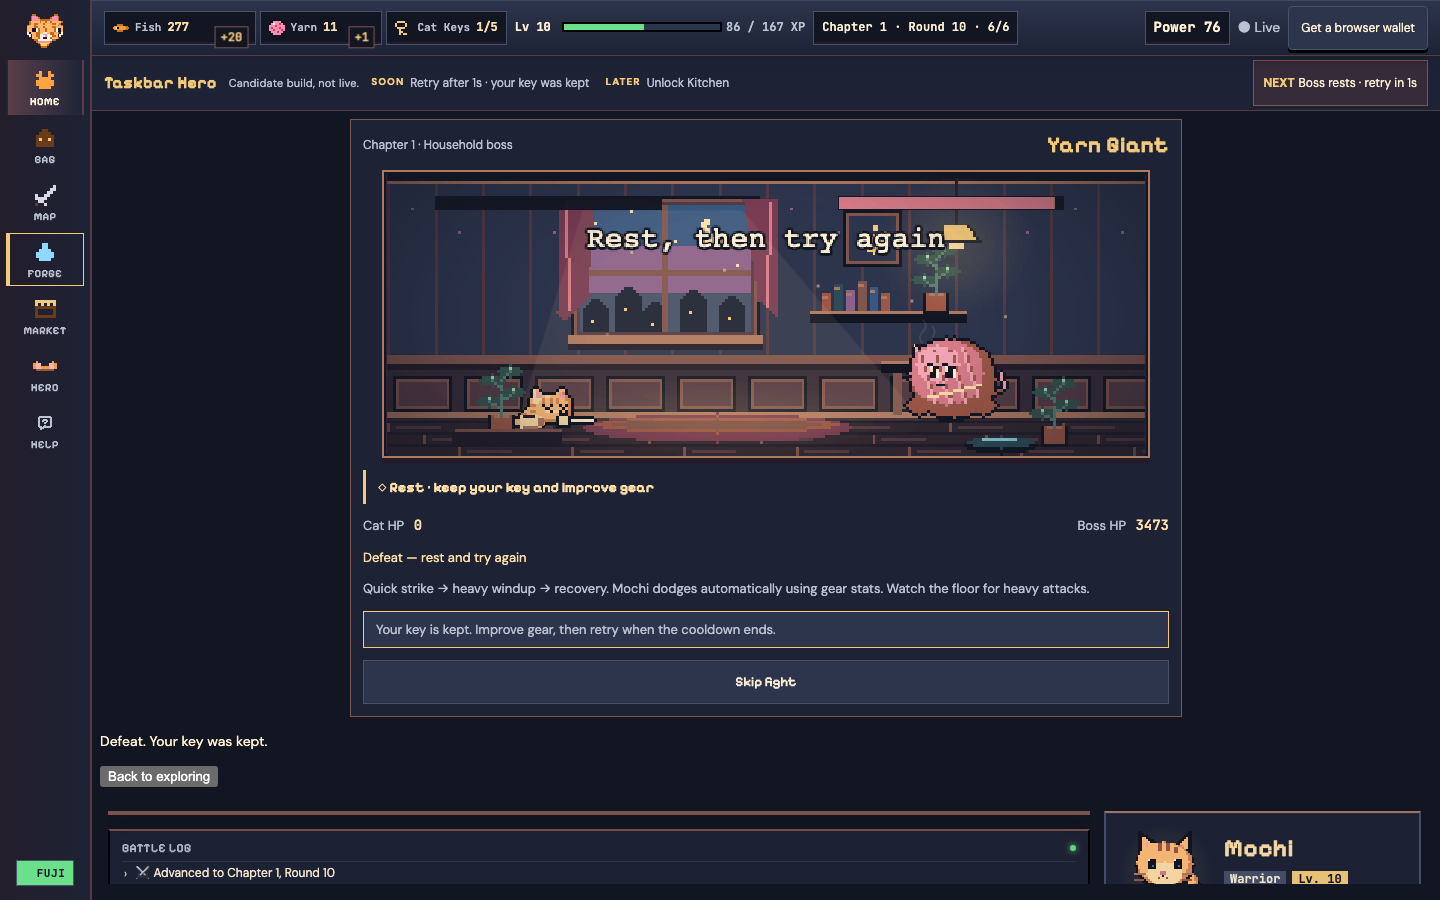 Fish 277
+20
Yarn 11
+1
Cat Keys 1/5
Lv 10
86 / 167 XP
Chapter 1 · Round 10 · 6/6
Power 76
Live
Get a browser wallet
Taskbar Hero
Candidate build, not live.
SOON Retry after 1s · your key was kept
LATER Unlock Kitchen
NEXT Boss rests · retry in 1s
HOME
BAG
MAP
FORGE
MARKET
HERO
HELP
FUJI
Chapter 1 · Household boss
Yarn Giant
Rest, then try again
◇ Rest · keep your key and improve gear
Cat HP 0
Boss HP 3473
Defeat — rest and try again
Quick strike → heavy windup → recovery. Mochi dodges automatically using gear stats. Watch the floor for heavy attacks.
Your key is kept. Improve gear, then retry when the cooldown ends.
Skip fight
Defeat. Your key was kept.
Back to exploring
BATTLE LOG
› ⚔ Advanced to Chapter 1, Round 10
Mochi
Warrior
Lv. 10